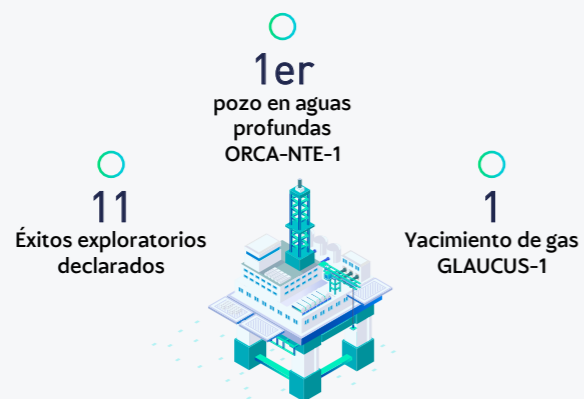 1er
pozo en aguas
profundas
ORCA-NTE-1
11
Éxitos exploratorios
declarados
1
Yacimiento de gas
GLAUCUS-1